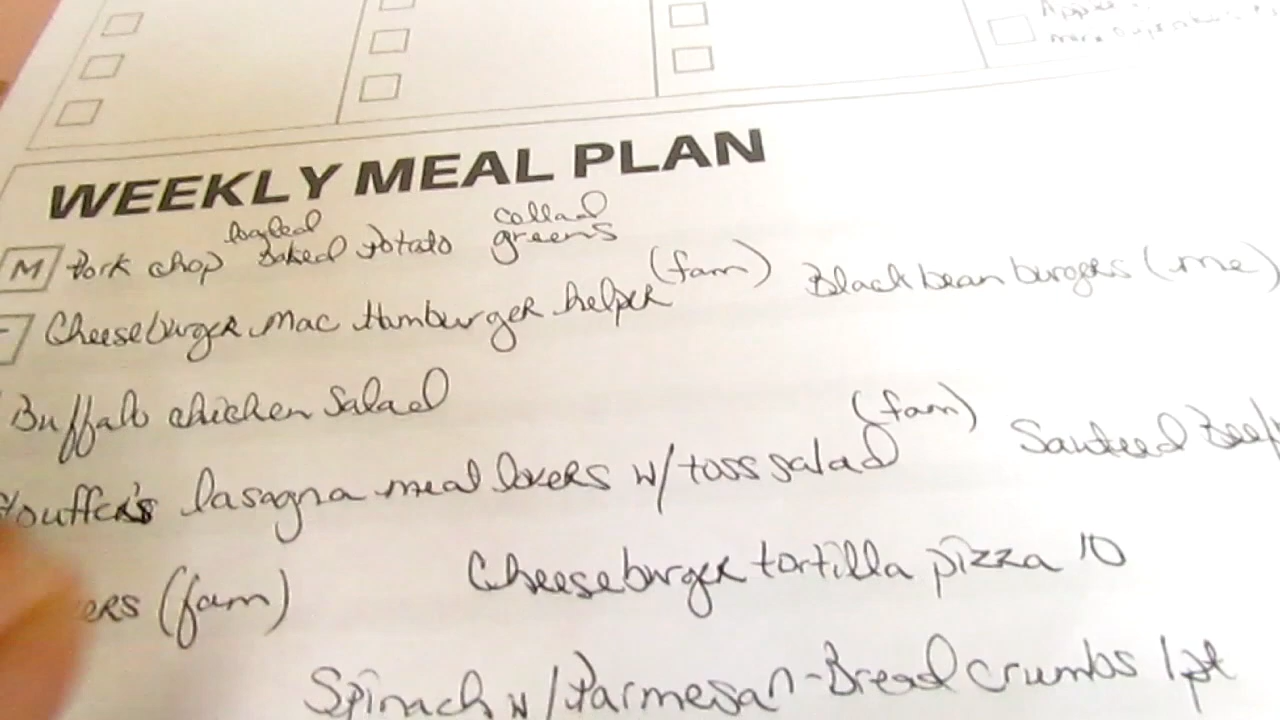 WEEKLY MEAL PLAN
M Pork chop loaded baked potato collad greens
Cheeseburger Mac Hamburger helper (fam) Black bean burgers (me)
Buffalo chicken Salad
Stouffer's lasagna meal lovers w/ toss salad (fam) Sauteed Beef
ers (fam) Cheeseburger tortilla pizza 10
Spinach w/ Parmesan-Bread crumbs 1pt